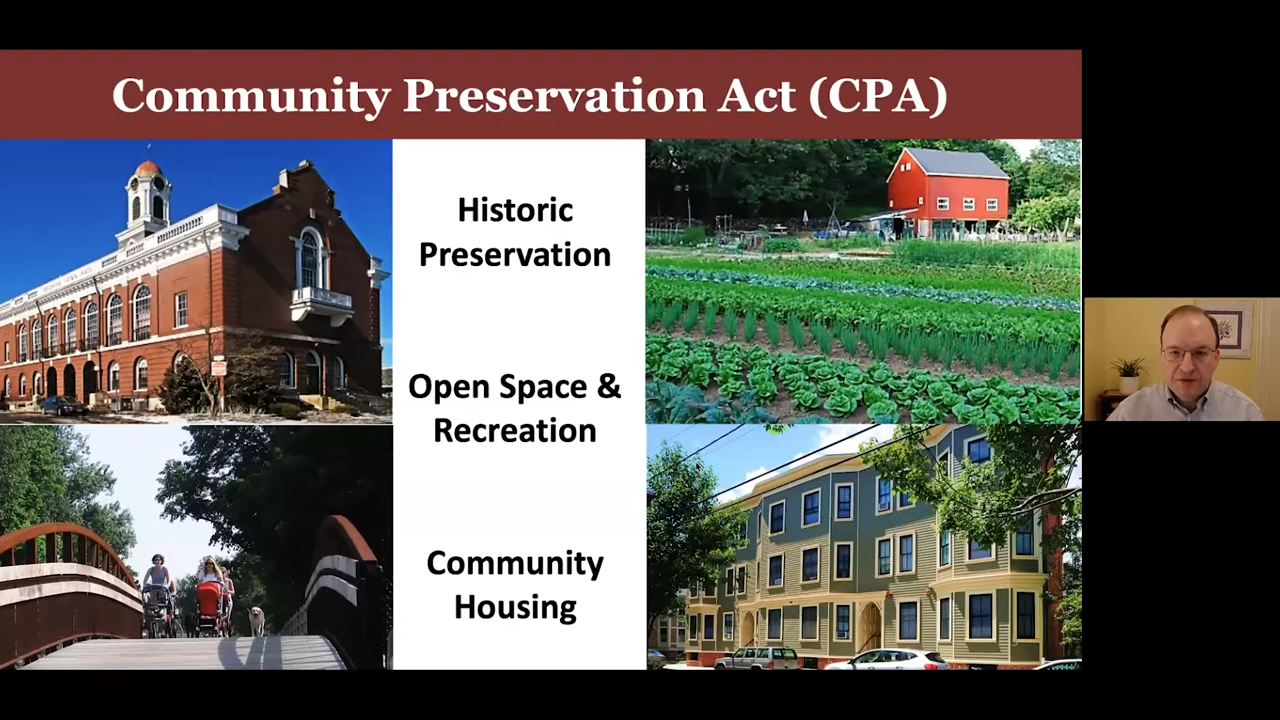 Community Preservation Act (CPA)
Historic
Preservation
Open Space &
Recreation
Community
Housing